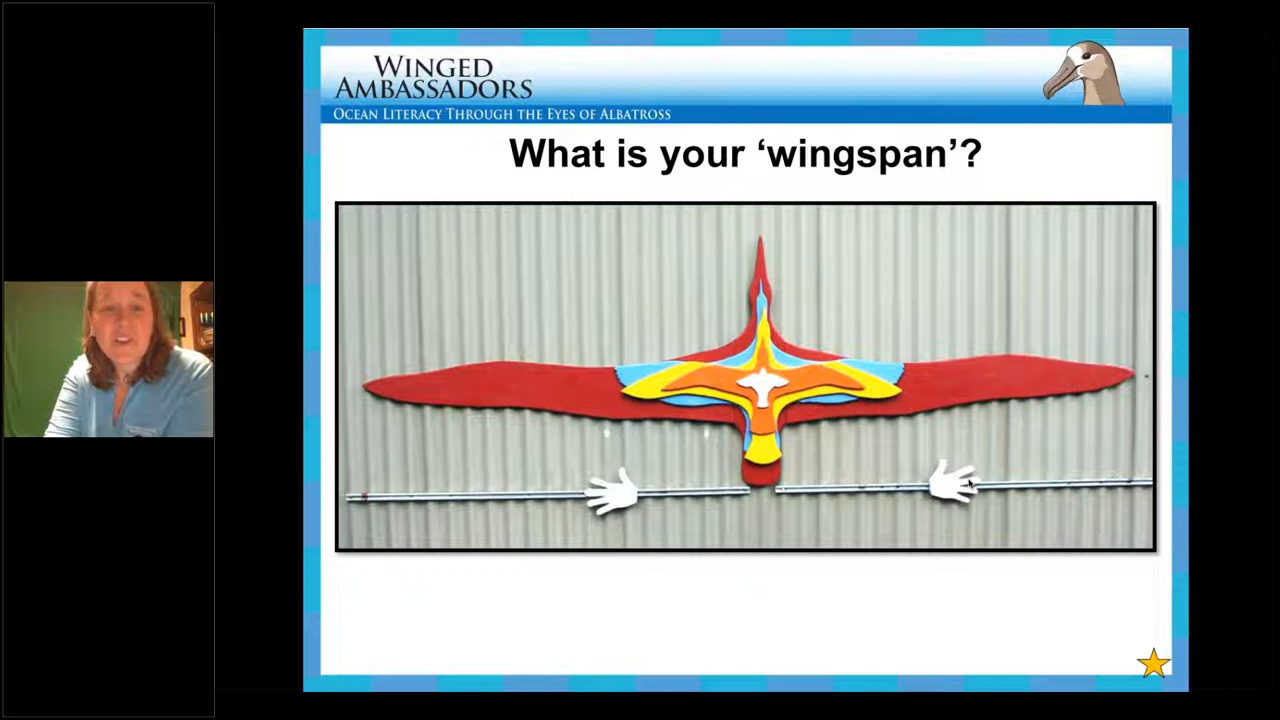 WINGED
AMBASSADORS
OCEAN LITERACY THROUGH THE EYES OF ALBATROSS
What is your ‘wingspan’?